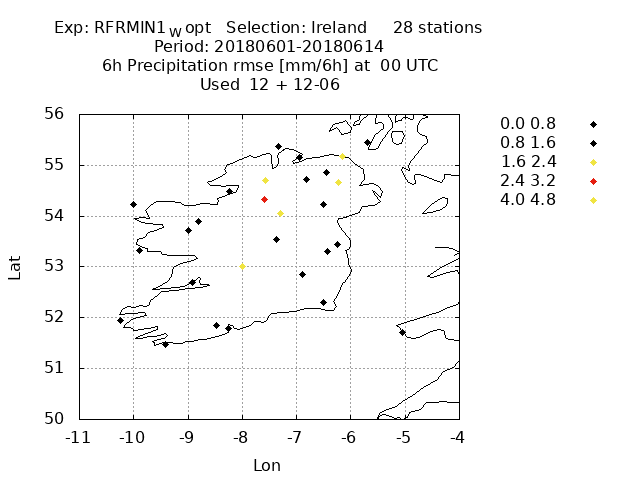 Exp: RFRMIN1wopt Selection: Ireland 28 stations
Period: 20180601-20180614
6h Precipitation rmse [mm/6h] at 00 UTC
Used 12 + 12-06
0.0 0.8
0.8 1.6
1.6 2.4
2.4 3.2
4.0 4.8
56
55
54
53
52
51
50
Lat
-11 -10 -9 -8 -7 -6 -5 -4
Lon